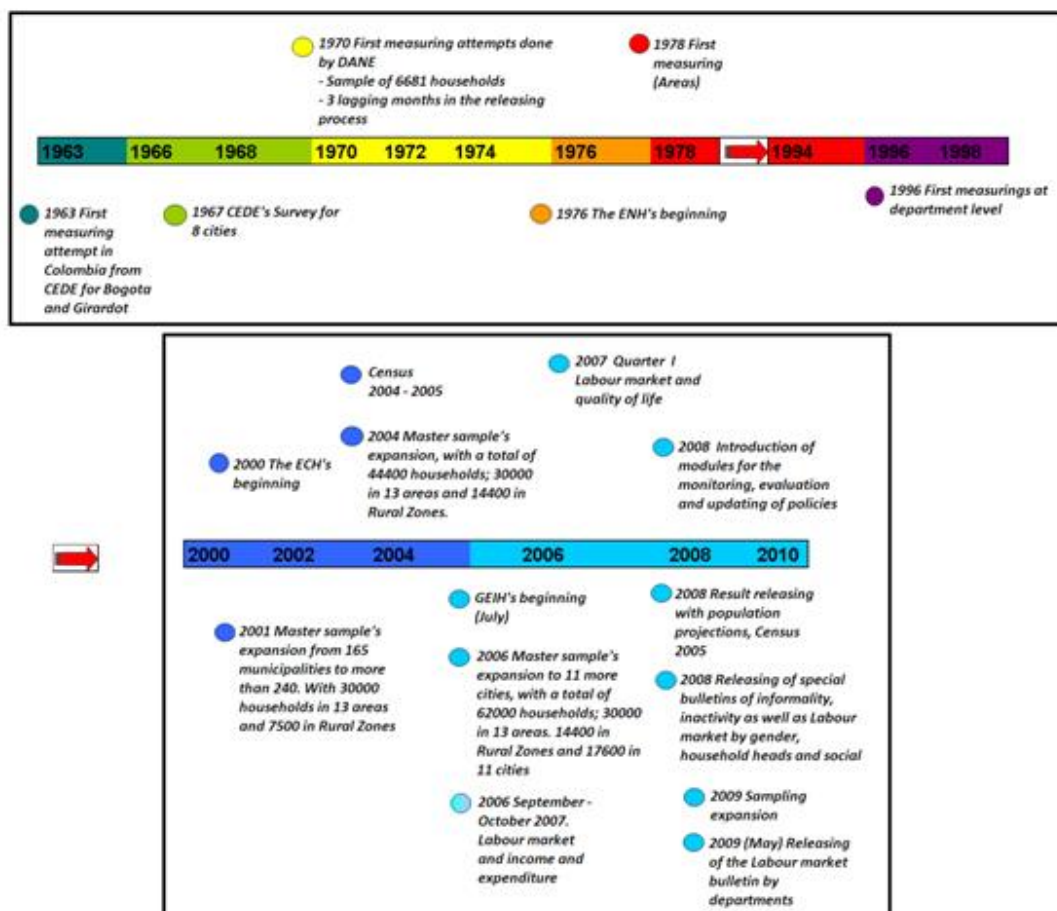 1970 First measuring attempts done
by DANE
- Sample of 6681 households
- 3 lagging months in the releasing
process
1978 First
measuring
(Areas)
1963 1966 1968 1970 1972 1974 1976 1978 1994 1996 1998
1963 First
measuring
attempt in
Colombia from
CEDE for Bogota
and Girardot
1967 CEDE's Survey for
8 cities
1976 The ENH's beginning
1996 First measurings at
department level
Census
2004 - 2005
2007 Quarter I
Labour market and
quality of life
2000 The ECH's
beginning
2004 Master sample's
expansion, with a total of
44400 households; 30000
in 13 areas and 14400 in
Rural Zones.
2008 Introduction of
modules for the
monitoring, evaluation
and updating of policies
2000 2002 2004 2006 2008 2010
2001 Master sample's
expansion from 165
municipalities to more
than 240. With 30000
households in 13 areas
and 7500 in Rural Zones
GEIH's beginning
(July)
2006 Master sample's
expansion to 11 more
cities, with a total of
62000 households; 30000
in 13 areas. 14400 in
Rural Zones and 17600 in
11 cities
2006 September -
October 2007.
Labour market
and income and
expenditure
2008 Result releasing
with population
projections, Census
2005
2008 Releasing of special
bulletins of informality,
inactivity as well as Labour
market by gender,
household heads and social
2009 Sampling
expansion
2009 (May) Releasing
of the Labour market
bulletin by
departments